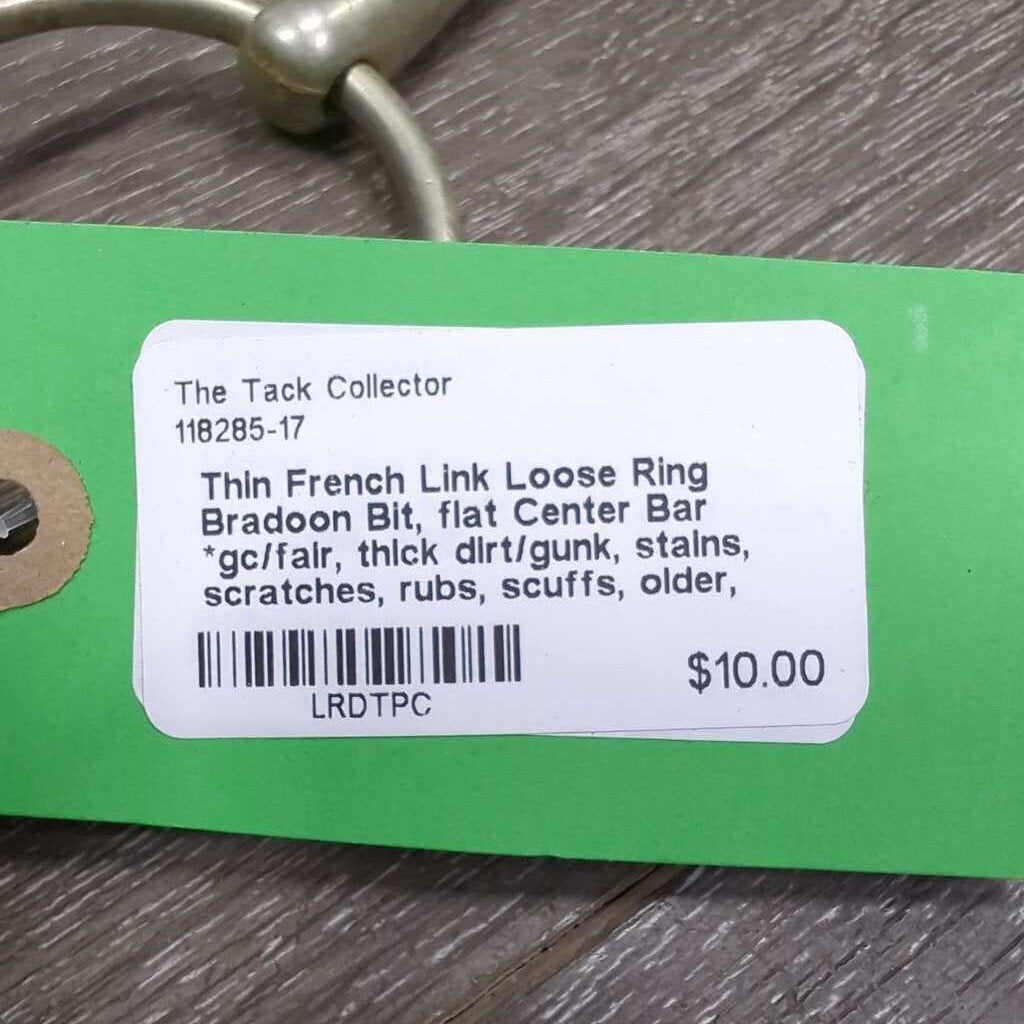 The Tack Collector
118285-17
Thin French Link Loose Ring
Bradoon Bit, flat Center Bar
*gc/fair, thick dirt/gunk, stains,
scratches, rubs, scuffs, older,
$10.00
LRDTPC